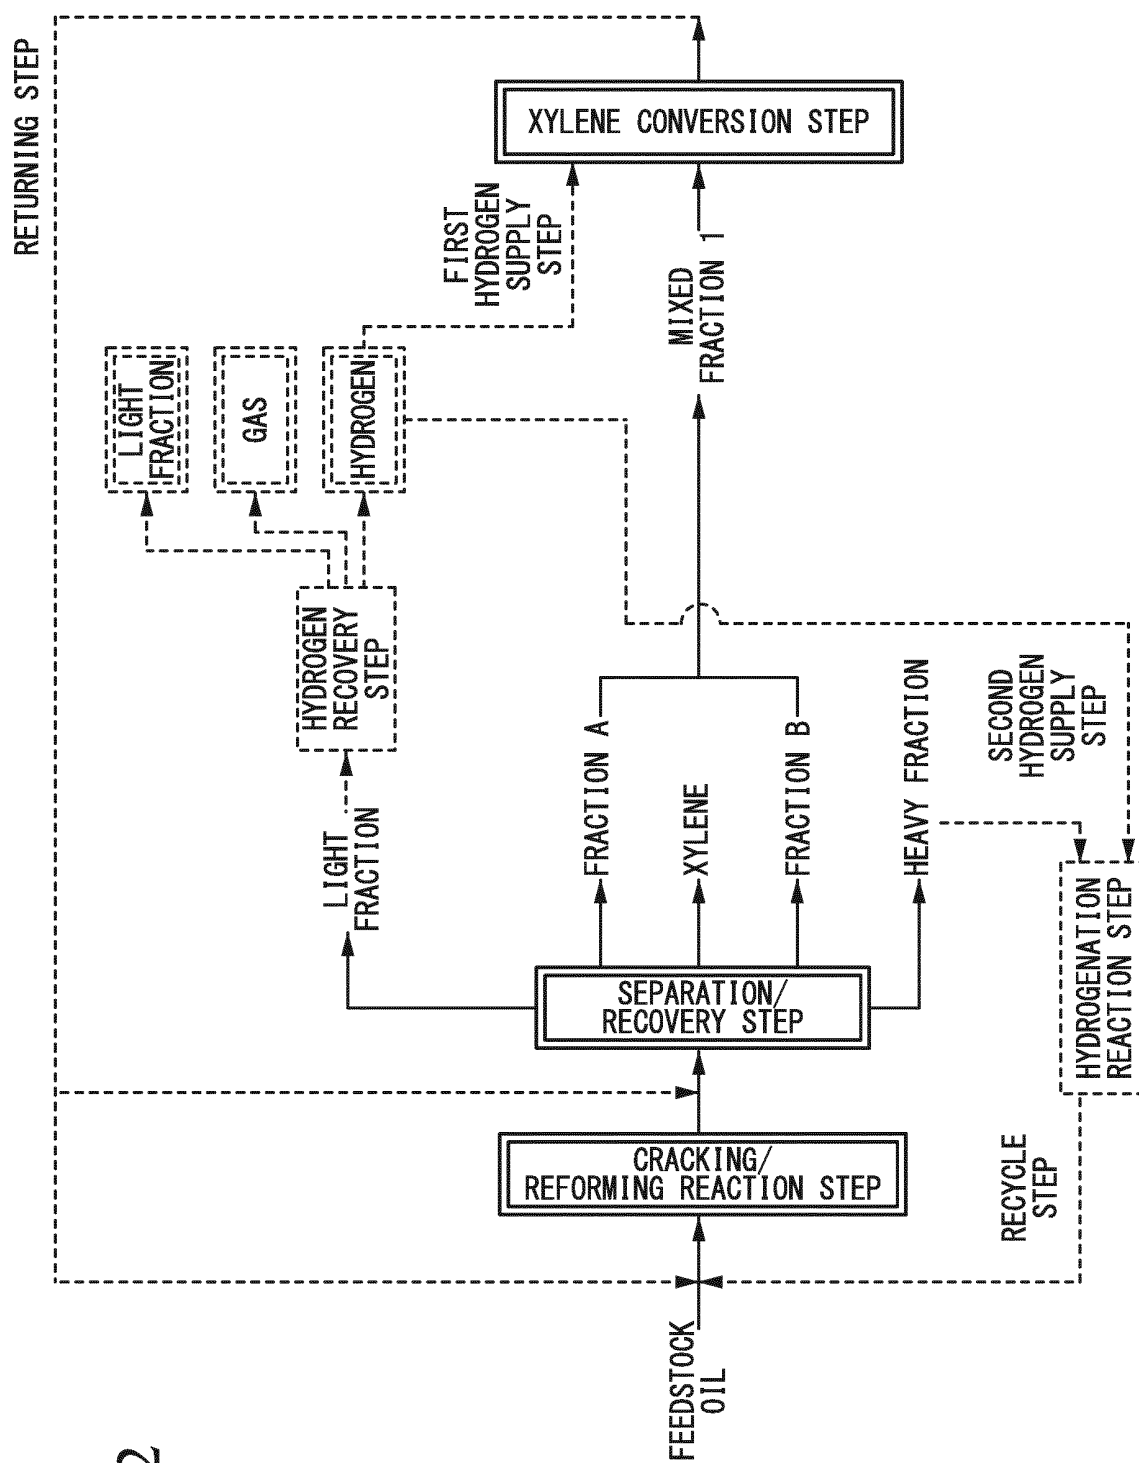 RETURNING STEP
XYLENE CONVERSION STEP
FIRST
HYDROGEN
SUPPLY
STEP
MIXED
FRACTION 1
LIGHT
FRACTION
GAS
HYDROGEN
HYDROGEN
RECOVERY
STEP
LIGHT
FRACTION
FRACTION A
XYLENE
FRACTION B
HEAVY FRACTION
SECOND
HYDROGEN
SUPPLY
STEP
SEPARATION/
RECOVERY STEP
HYDROGENATION
REACTION STEP
CRACKING/
REFORMING REACTION STEP
RECYCLE
STEP
FEEDSTOCK
OIL
2